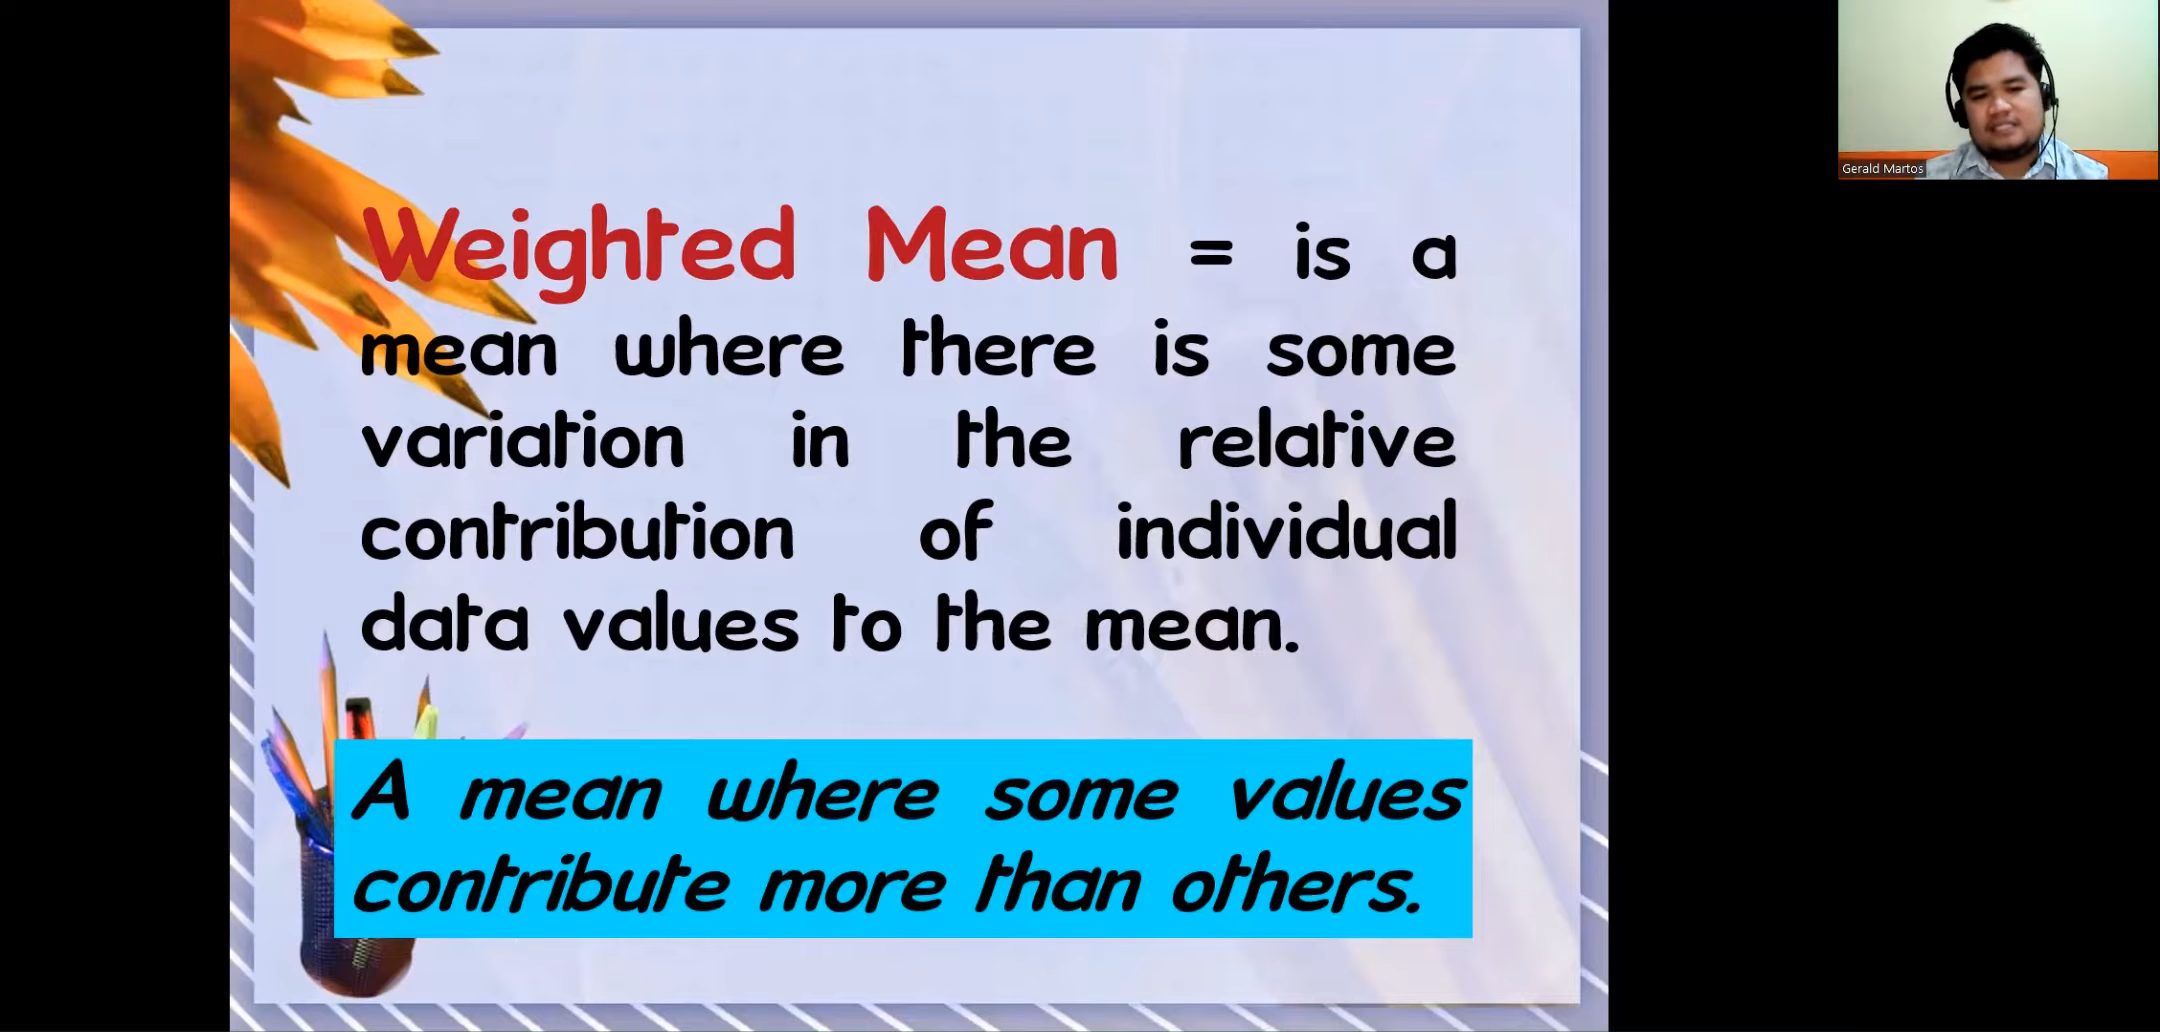 Weighted Mean = is a
mean where there is some
variation in the relative
contribution of individual
data values to the mean.
A mean where some values
contribute more than others.
Gerald Martos